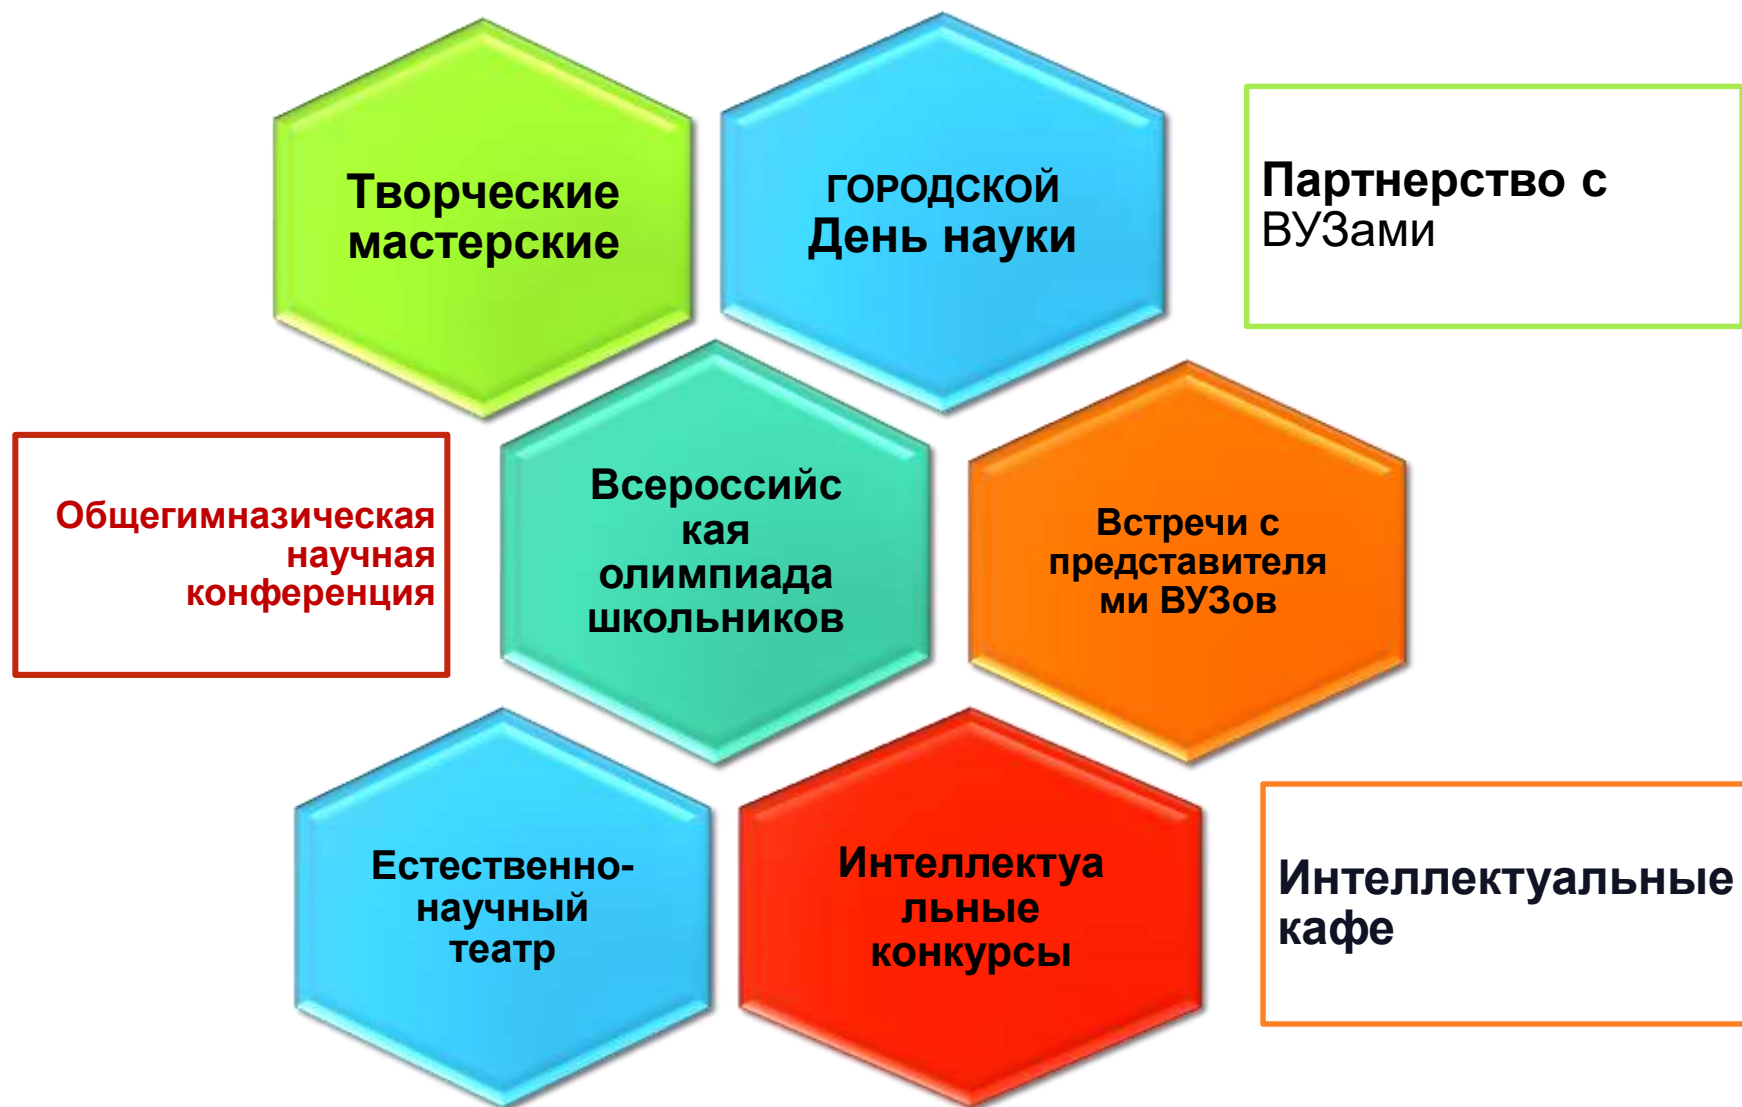 Творческие
мастерские
ГОРОДСКОЙ
День науки
Партнерство с
ВУЗами
Общегимназическая
научная
конференция
Всероссийс
кая
олимпиада
школьников
Встречи с
представителя
ми ВУЗов
Естественно-
научный
театр
Интеллектуа
льные
конкурсы
Интеллектуальные
кафе